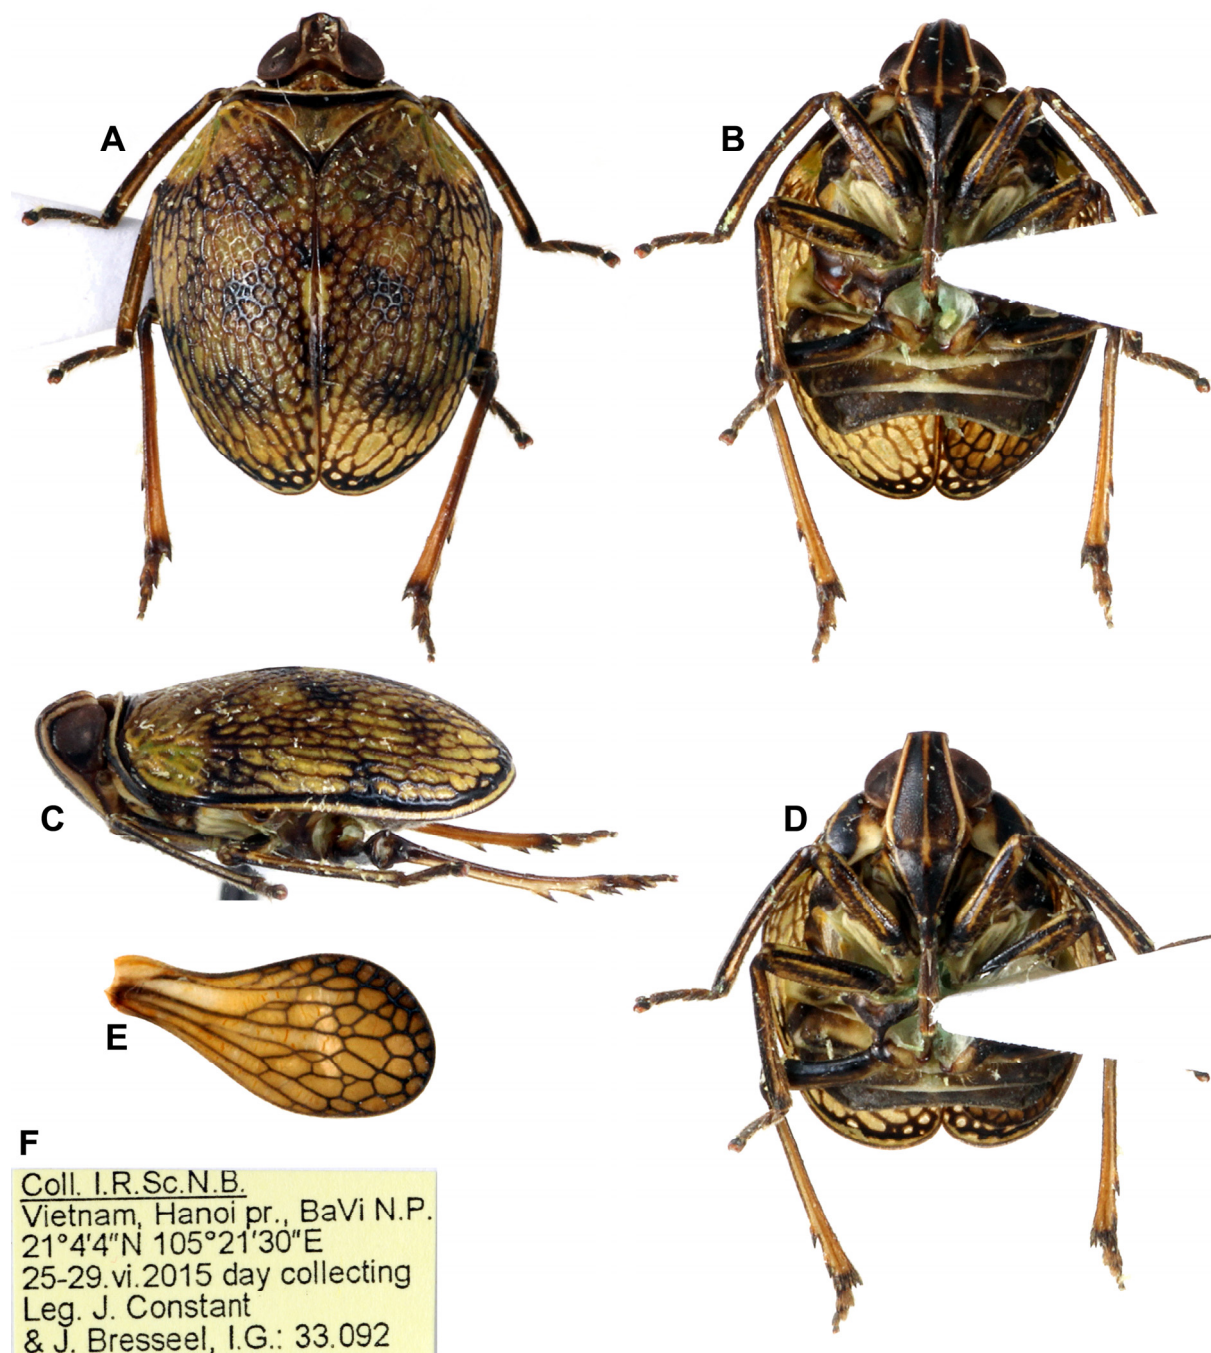 A
B
C
D
E
F
Coll. I.R.Sc.N.B.
Vietnam, Hanoi pr., BaVi N.P.
21°4'4"N 105°21'30"E
25-29.vi.2015 day collecting
Leg. J. Constant
& J. Bresseel, I.G.: 33.092